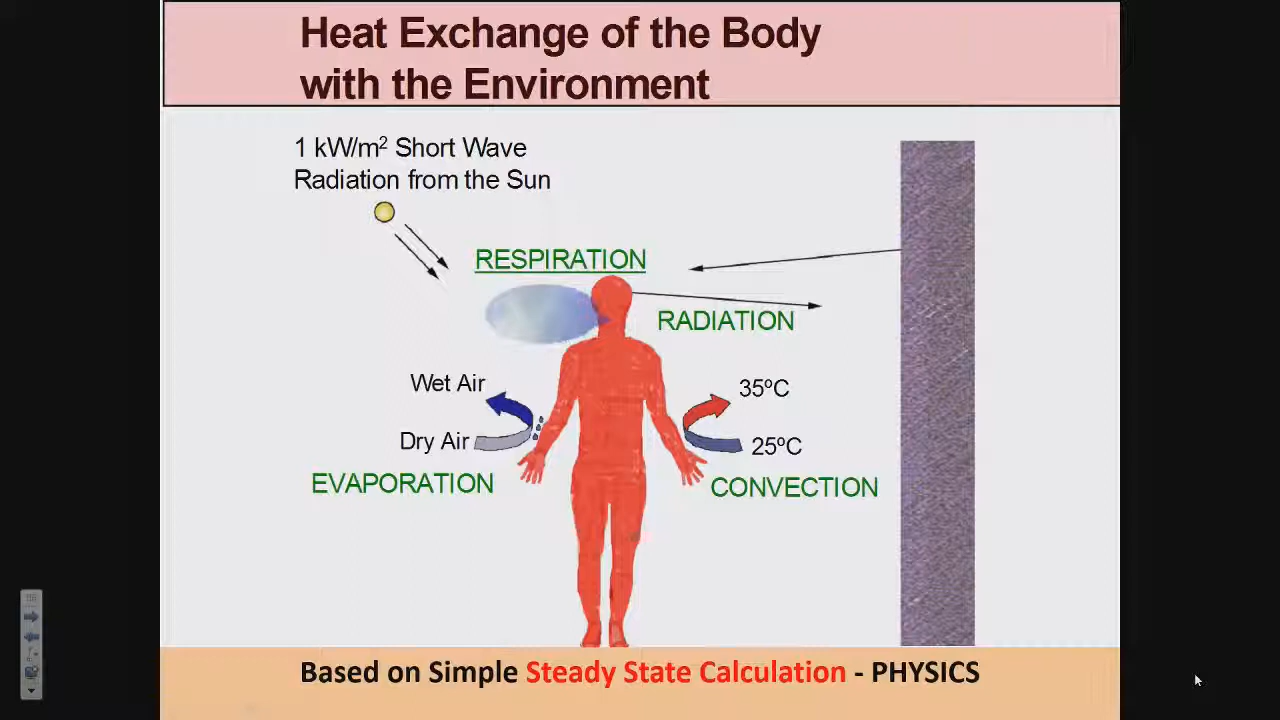 Heat Exchange of the Body
with the Environment
1 kW/m² Short Wave
Radiation from the Sun
RESPIRATION
RADIATION
Wet Air
35ºC
Dry Air
25ºC
EVAPORATION
CONVECTION
Based on Simple Steady State Calculation - PHYSICS